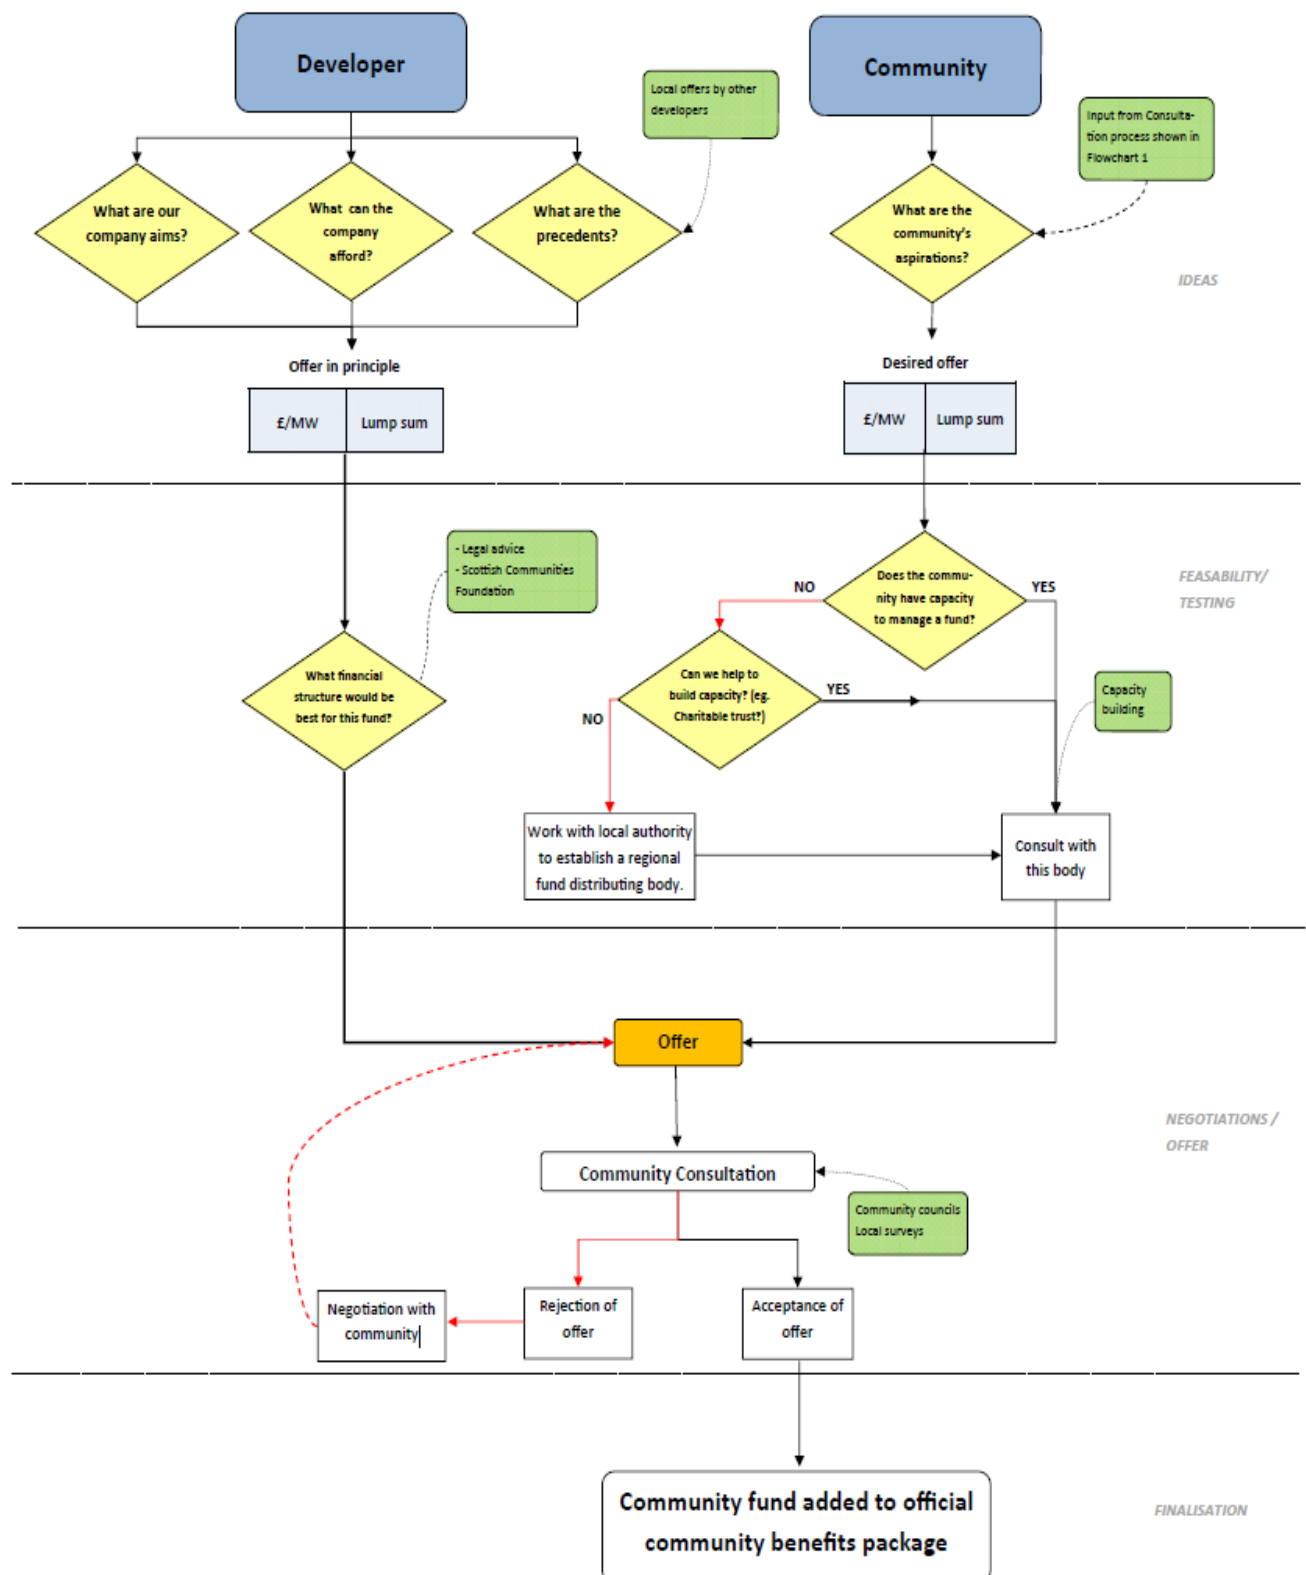 Developer
Community
Local offers by other
developers
Input from Consulta-
tion process shown in
Flowchart 1
What are our
company aims?
What can the
company
afford?
What are the
precedents?
What are the
community's
aspirations?
IDEAS
Offer in principle
£/MW
Lump sum
Desired offer
£/MW
Lump sum
- Legal advice
- Scottish Communities
Foundation
NO
Does the commu-
nity have capacity
to manage a fund?
YES
FEASABILITY/
TESTING
What financial
structure would be
best for this fund?
Can we help to
build capacity? (eg.
Charitable trust?)
YES
NO
Capacity
building
Work with local authority
to establish a regional
fund distributing body.
Consult with
this body
Offer
NEGOTIATIONS /
OFFER
Community Consultation
Community councils
Local surveys
Negotiation with
community
Rejection of
offer
Acceptance of
offer
Community fund added to official
community benefits package
FINALISATION